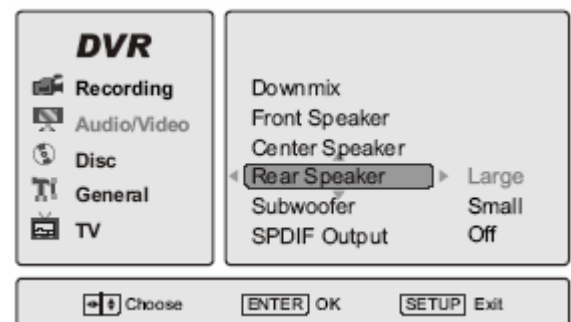 DVR
Recording
Audio/Video
Disc
General
TV
Downmix
Front Speaker
Center Speaker
Rear Speaker Large
Subwoofer Small
SPDIF Output Off
Choose ENTER OK SETUP Exit